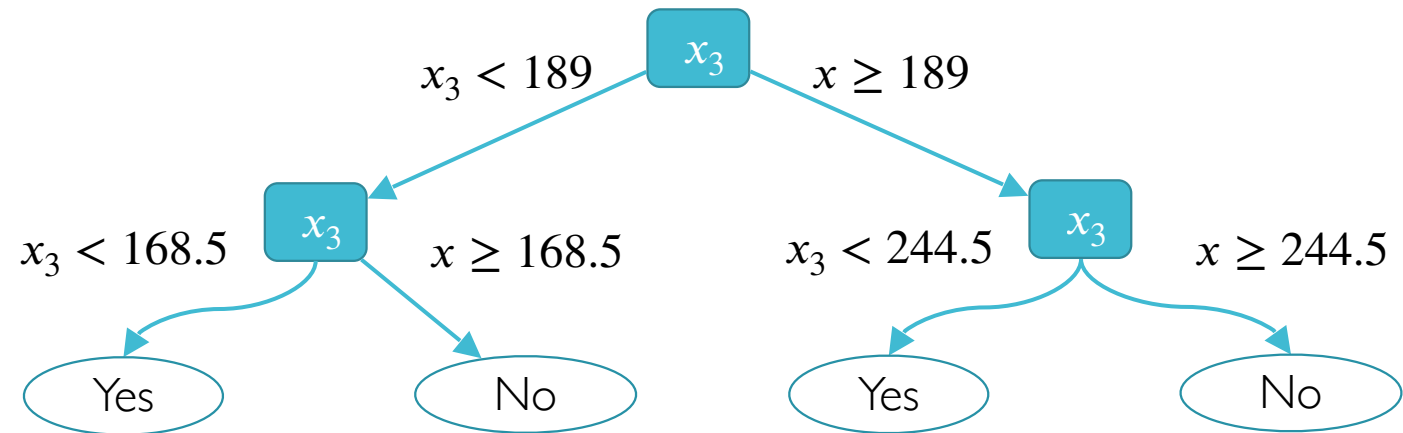 x₃
x₃ < 189
x ≥ 189
x₃
x₃
x₃ < 168.5
x ≥ 168.5
x₃ < 244.5
x ≥ 244.5
Yes
No
Yes
No